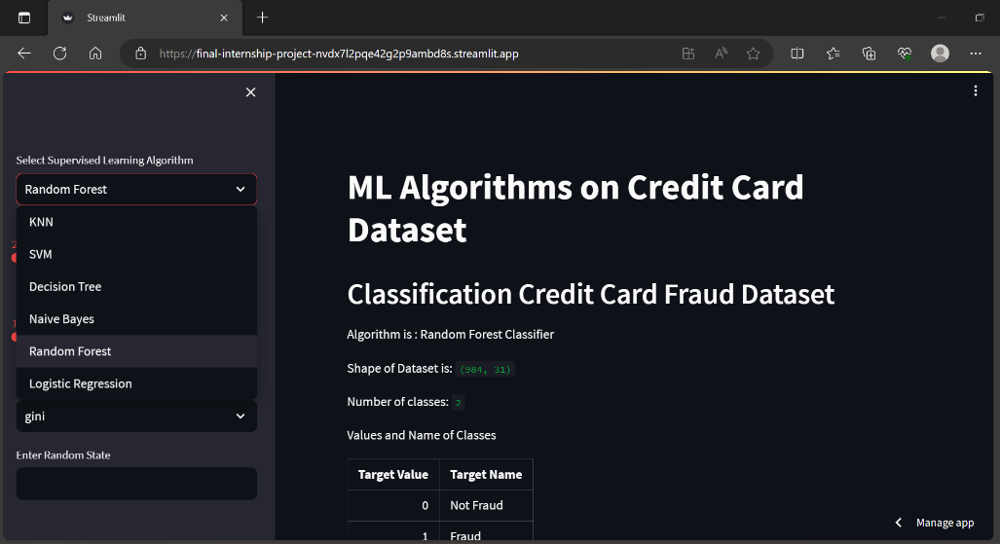 Streamlit
https://final-internship-project-nvdx7l2pqe42g2p9ambd8s.streamlit.app
Select Supervised Learning Algorithm
Random Forest
KNN
SVM
Decision Tree
Naive Bayes
Random Forest
Logistic Regression
gini
Enter Random State
ML Algorithms on Credit Card
Dataset
Classification Credit Card Fraud Dataset
Algorithm is : Random Forest Classifier
Shape of Dataset is: (984, 31)
Number of classes: 2
Values and Name of Classes
Target Value Target Name
0 Not Fraud
1 Fraud
Manage app